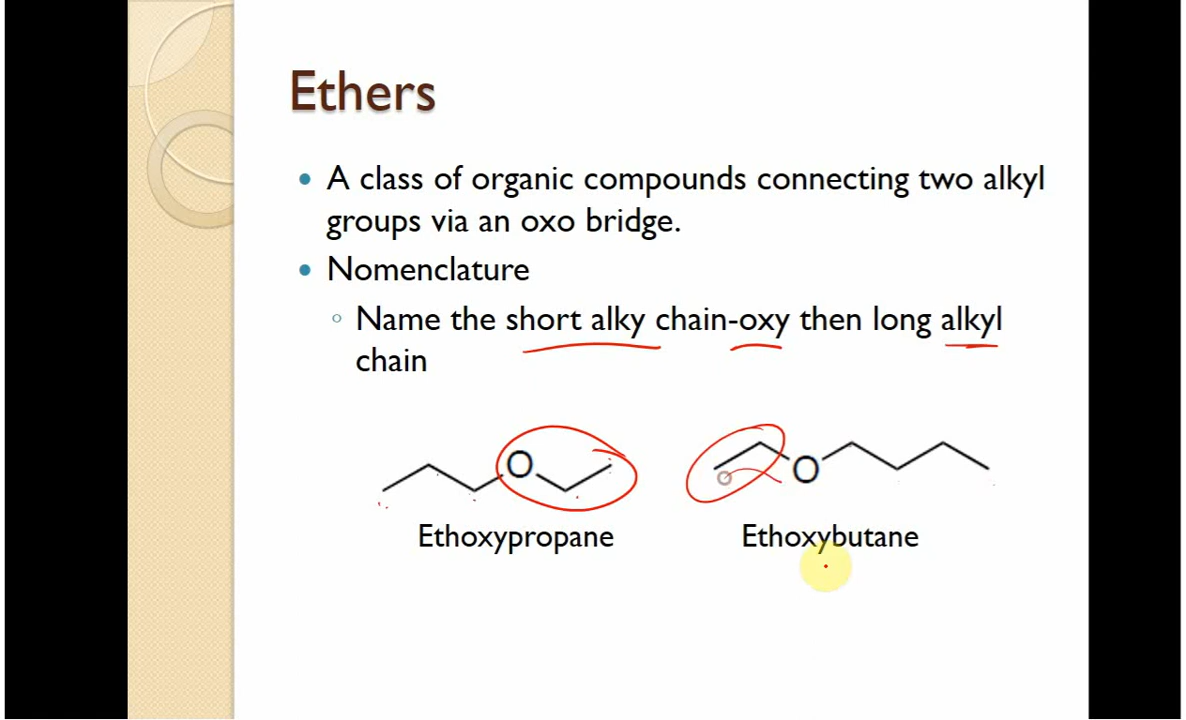 Ethers
A class of organic compounds connecting two alkyl
groups via an oxo bridge.
Nomenclature
Name the short alky chain-oxy then long alkyl
chain
O
O
Ethoxypropane
Ethoxybutane